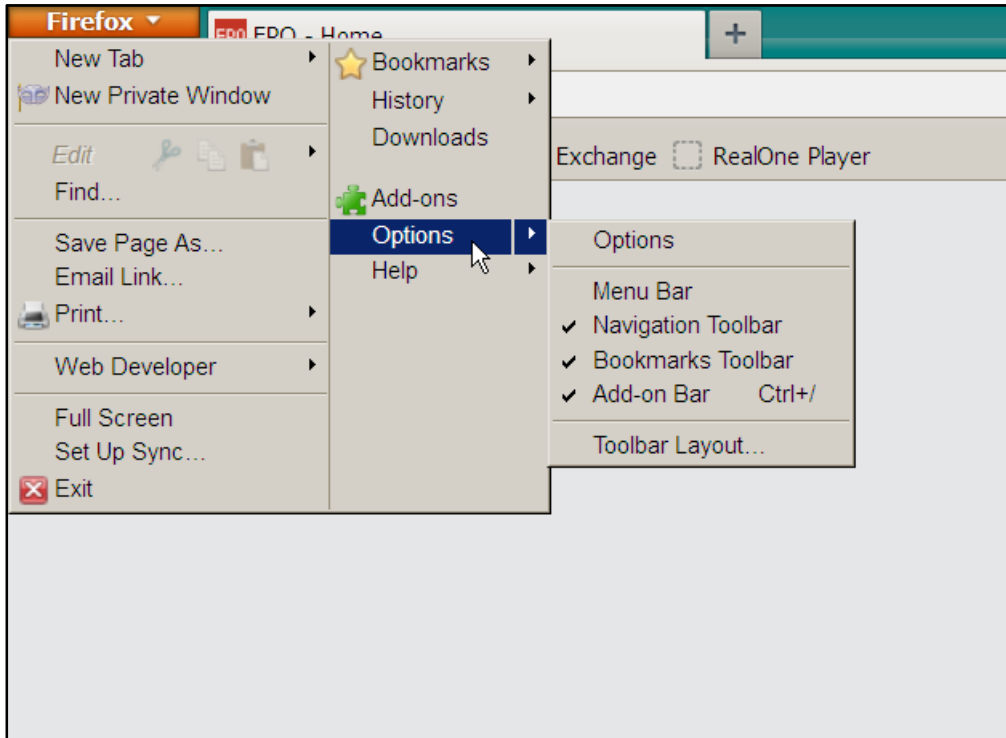 Firefox
EPO EPO - Home
+
New Tab
New Private Window
Edit
Find...
Save Page As...
Email Link...
Print...
Web Developer
Full Screen
Set Up Sync...
Exit
Bookmarks
History
Downloads
Add-ons
Options
Help
Exchange
RealOne Player
Options
Menu Bar
Navigation Toolbar
Bookmarks Toolbar
Add-on Bar Ctrl+/
Toolbar Layout...